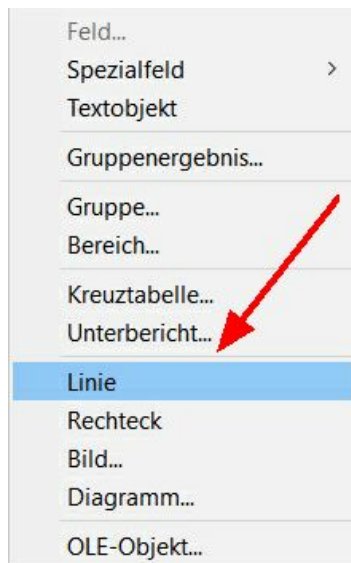 Feld...
Spezialfeld
Textobjekt
Gruppenergebnis...
Gruppe...
Bereich...
Kreuztabelle...
Unterbericht...
Linie
Rechteck
Bild...
Diagramm...
OLE-Objekt...